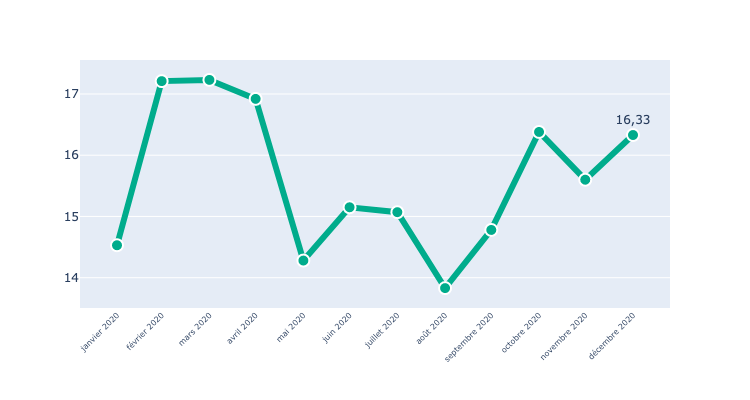 17
16
15
14
16,33
janvier 2020
février 2020
mars 2020
avril 2020
mai 2020
juin 2020
juillet 2020
août 2020
septembre 2020
octobre 2020
novembre 2020
décembre 2020